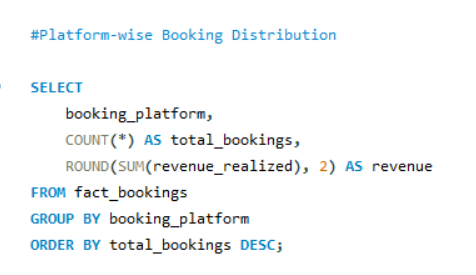 #Platform-wise Booking Distribution
SELECT
booking_platform,
COUNT(*) AS total_bookings,
ROUND(SUM(revenue_realized), 2) AS revenue
FROM fact_bookings
GROUP BY booking_platform
ORDER BY total_bookings DESC;